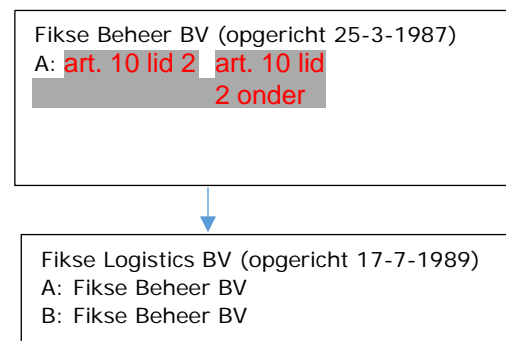 Fikse Beheer BV (opgericht 25-3-1987)
A: art. 10 lid 2 art. 10 lid
2 onder
Fikse Logistics BV (opgericht 17-7-1989)
A: Fikse Beheer BV
B: Fikse Beheer BV